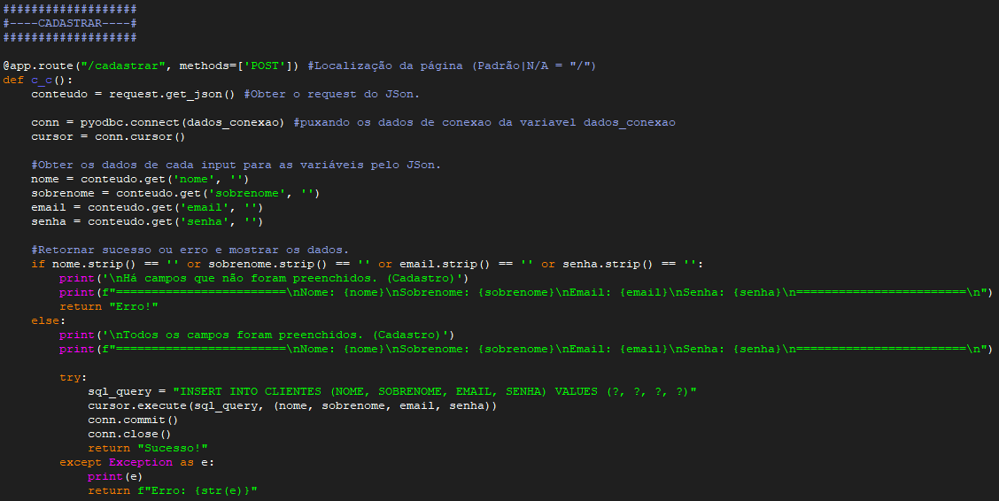 ###################
#----CADASTRAR----#
###################

@app.route("/cadastrar", methods=['POST']) #Localização da página (Padrão|N/A = "/")
def c_c():
    conteudo = request.get_json() #Obter o request do JSon.

    conn = pyodbc.connect(dados_conexao) #puxando os dados de conexao da variavel dados_conexao
    cursor = conn.cursor()

    #Obter os dados de cada input para as variáveis pelo JSon.
    nome = conteudo.get('nome', '')
    sobrenome = conteudo.get('sobrenome', '')
    email = conteudo.get('email', '')
    senha = conteudo.get('senha', '')

    #Retornar sucesso ou erro e mostrar os dados.
    if nome.strip() == '' or sobrenome.strip() == '' or email.strip() == '' or senha.strip() == '':
        print('\nHá campos que não foram preenchidos. (Cadastro)')
        print(f"========================\nNome: {nome}\nSobrenome: {sobrenome}\nEmail: {email}\nSenha: {senha}\n========================\n")
        return "Erro!"
    else:
        print('\nTodos os campos foram preenchidos. (Cadastro)')
        print(f"========================\nNome: {nome}\nSobrenome: {sobrenome}\nEmail: {email}\nSenha: {senha}\n========================\n")

        try:
            sql_query = "INSERT INTO CLIENTES (NOME, SOBRENOME, EMAIL, SENHA) VALUES (?, ?, ?, ?)"
            cursor.execute(sql_query, (nome, sobrenome, email, senha))
            conn.commit()
            conn.close()
            return "Sucesso!"
        except Exception as e:
            print(e)
            return f"Erro: {str(e)}"